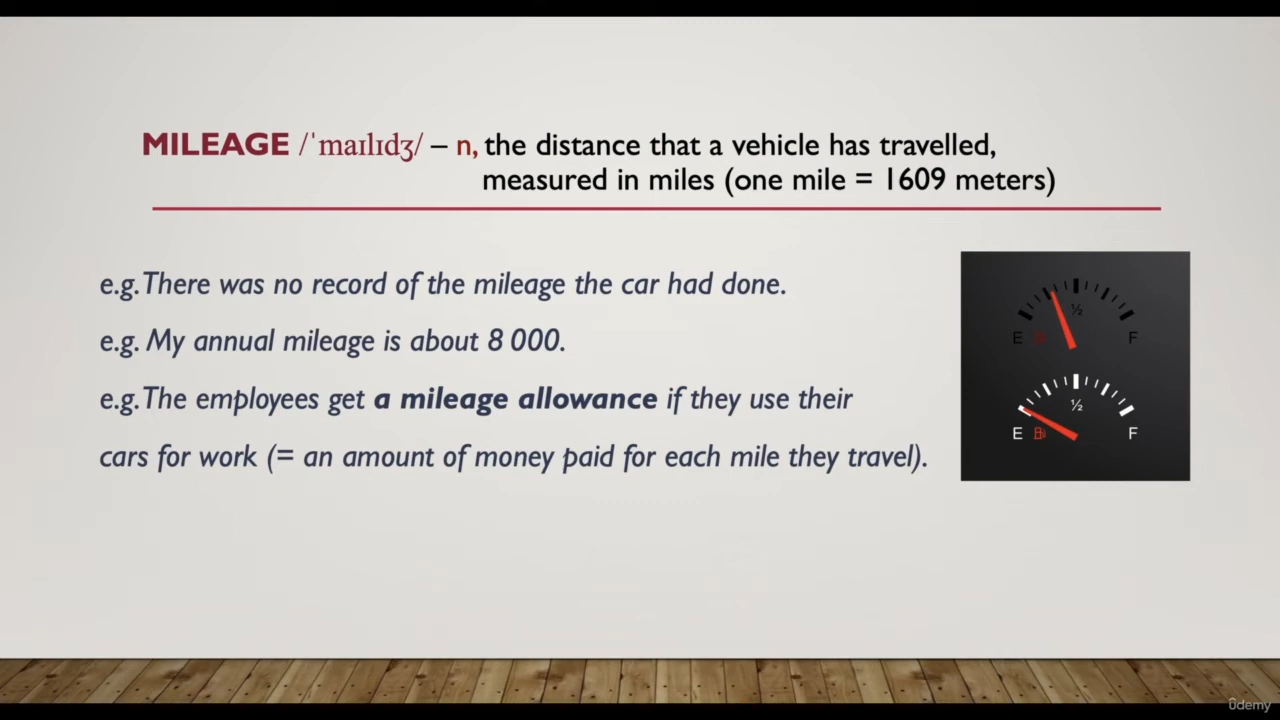 MILEAGE /ˈmaɪlɪdʒ/ – n, the distance that a vehicle has travelled,
measured in miles (one mile = 1609 meters)
e.g. There was no record of the mileage the car had done.
e.g. My annual mileage is about 8 000.
e.g. The employees get a mileage allowance if they use their
cars for work (= an amount of money paid for each mile they travel).
½
E F
½
E F
ûdemy